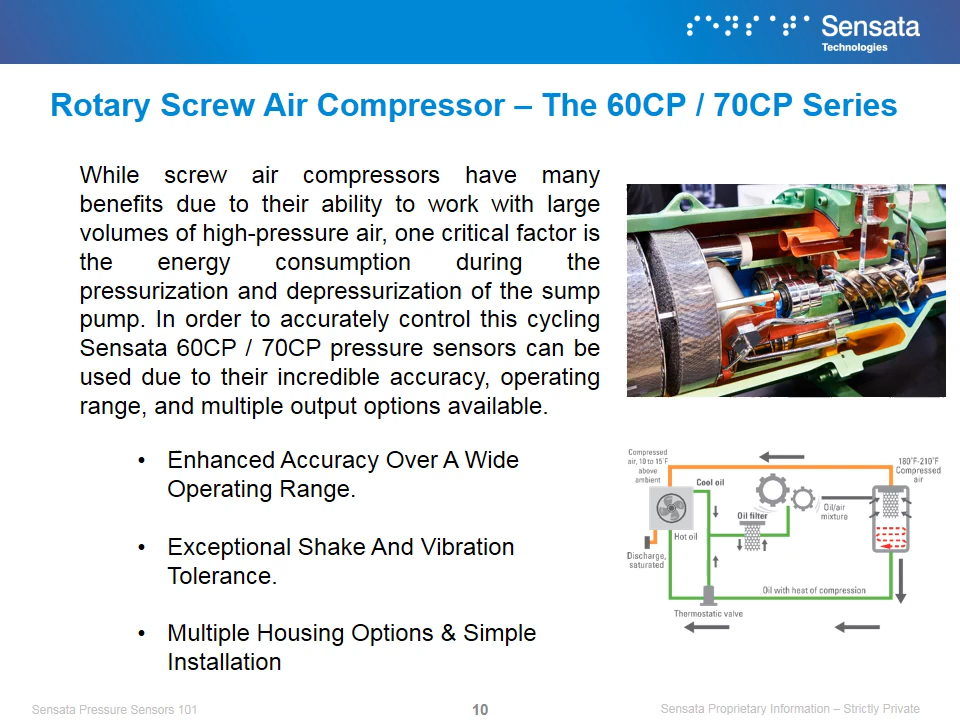 Sensata
Technologies
Rotary Screw Air Compressor – The 60CP / 70CP Series
While screw air compressors have many
benefits due to their ability to work with large
volumes of high-pressure air, one critical factor is
the energy consumption during the
pressurization and depressurization of the sump
pump. In order to accurately control this cycling
Sensata 60CP / 70CP pressure sensors can be
used due to their incredible accuracy, operating
range, and multiple output options available.
• Enhanced Accuracy Over A Wide
Operating Range.
• Exceptional Shake And Vibration
Tolerance.
• Multiple Housing Options & Simple
Installation
Compressed
air, 10 to 15˚F
above
ambient
Cool oil
Oil filter
Hot oil
Discharge,
saturated
Oil/air
mixture
180˚F-210˚F
Compressed
air
Oil with heat of compression
Thermostatic valve
Sensata Pressure Sensors 101
10
Sensata Proprietary Information – Strictly Private